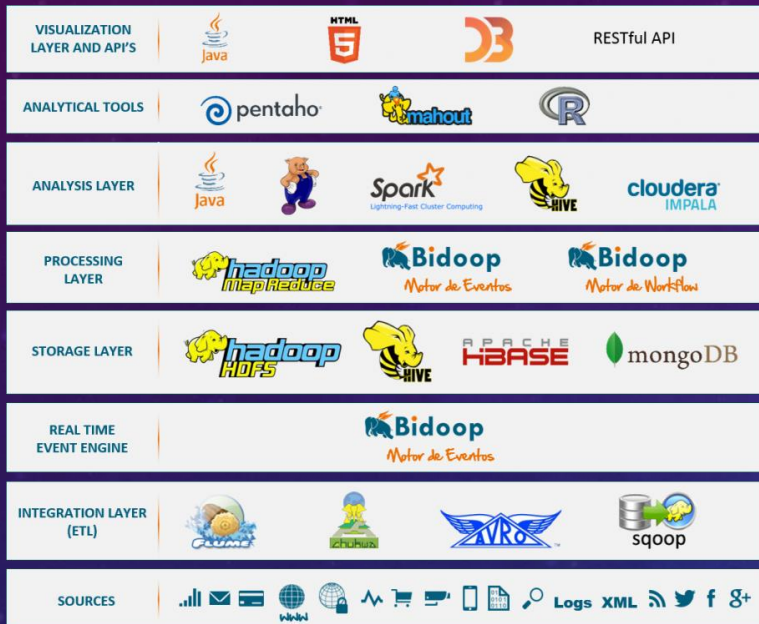 VISUALIZATION
LAYER AND API'S
Java
HTML
5
D3
RESTful API
ANALYTICAL TOOLS
pentaho
mahout
R
ANALYSIS LAYER
Java
Spark
Lightning-Fast Cluster Computing
HIVE
cloudera
IMPALA
PROCESSING
LAYER
hadoop
Map Reduce
Bidoop
Motor de Eventos
Bidoop
Motor de Workflow
STORAGE LAYER
hadoop
HDFS
HIVE
APACHE
HBASE
mongoDB
REAL TIME
EVENT ENGINE
Bidoop
Motor de Eventos
INTEGRATION LAYER
(ETL)
FLUME
chukwa
AVRO
TM
sqoop
SOURCES
WWW
Logs XML
f g+